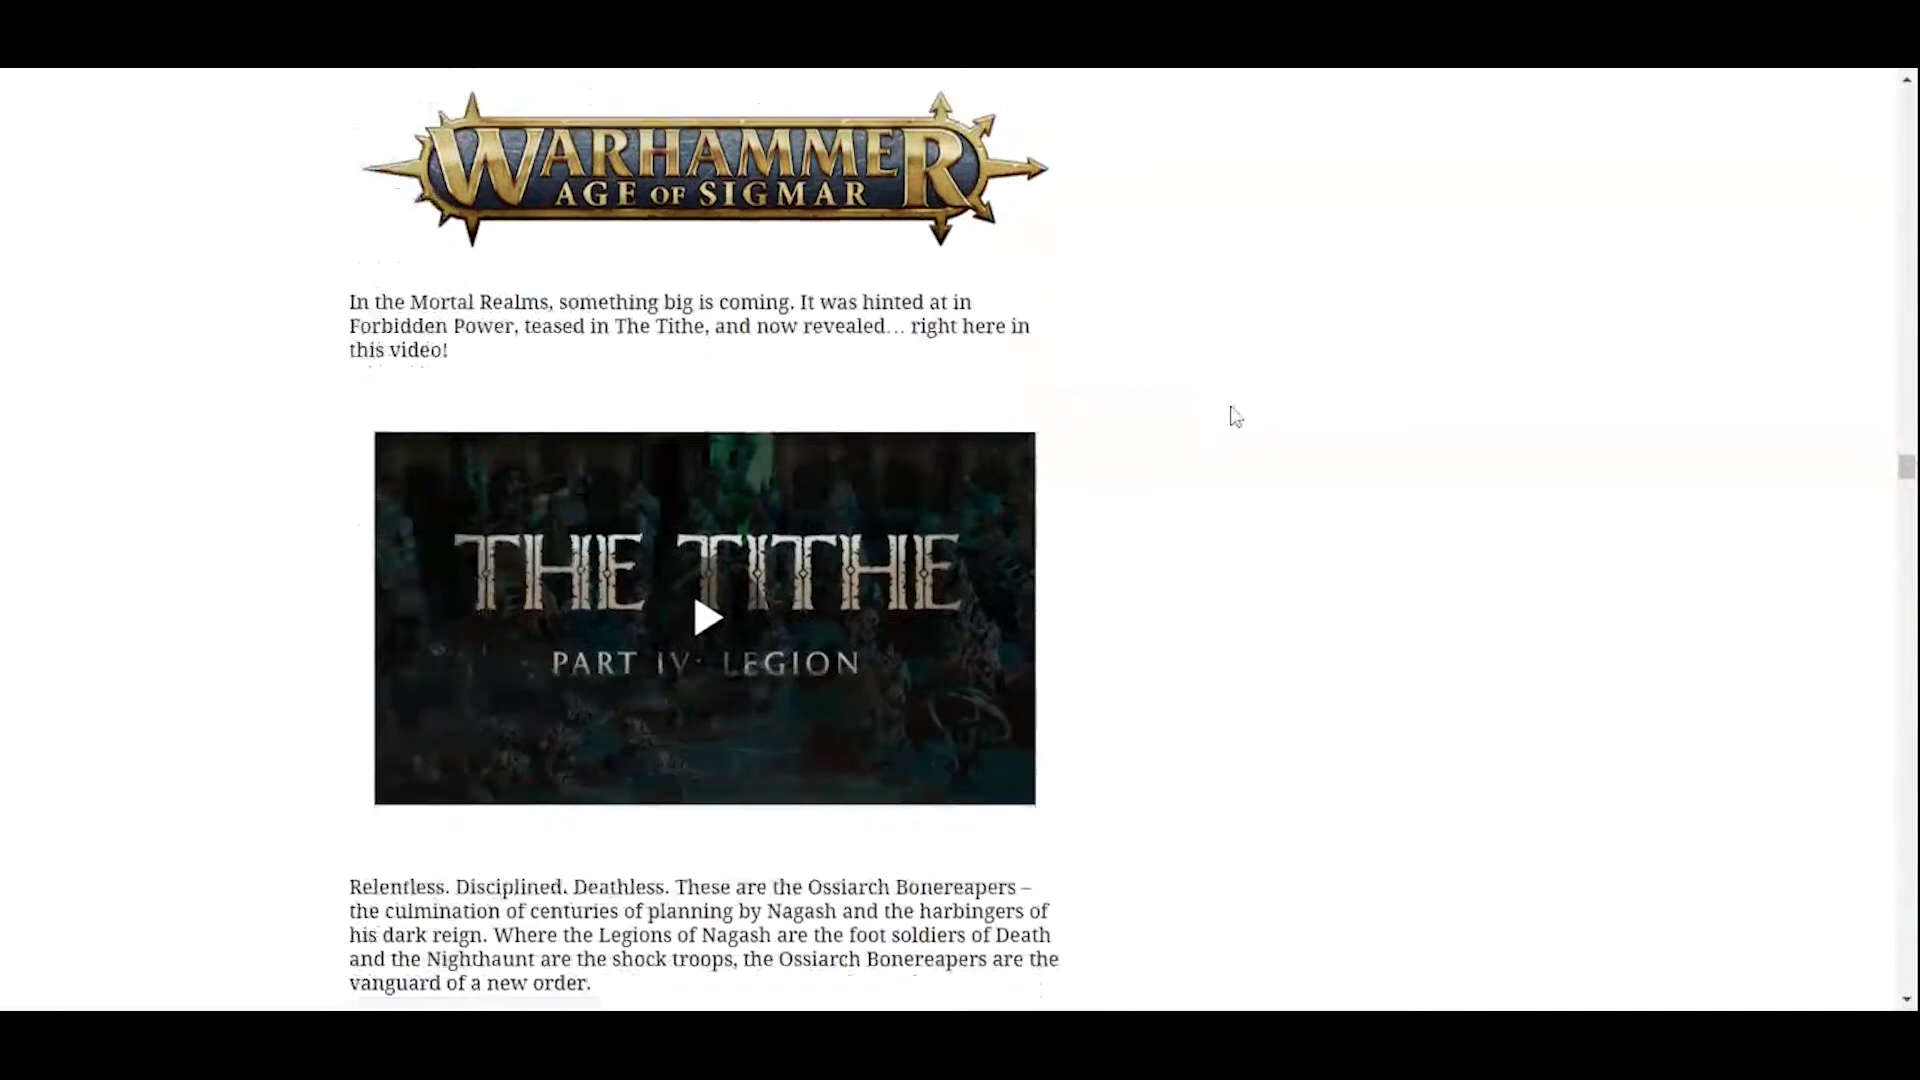 WARHAMMER
AGE OF SIGMAR
In the Mortal Realms, something big is coming. It was hinted at in
Forbidden Power, teased in The Tithe, and now revealed… right here in
this video!
THE TITHE
PART IV: LEGION
Relentless. Disciplined. Deathless. These are the Ossiarch Bonereapers –
the culmination of centuries of planning by Nagash and the harbingers of
his dark reign. Where the Legions of Nagash are the foot soldiers of Death
and the Nighthaunt are the shock troops, the Ossiarch Bonereapers are the
vanguard of a new order.